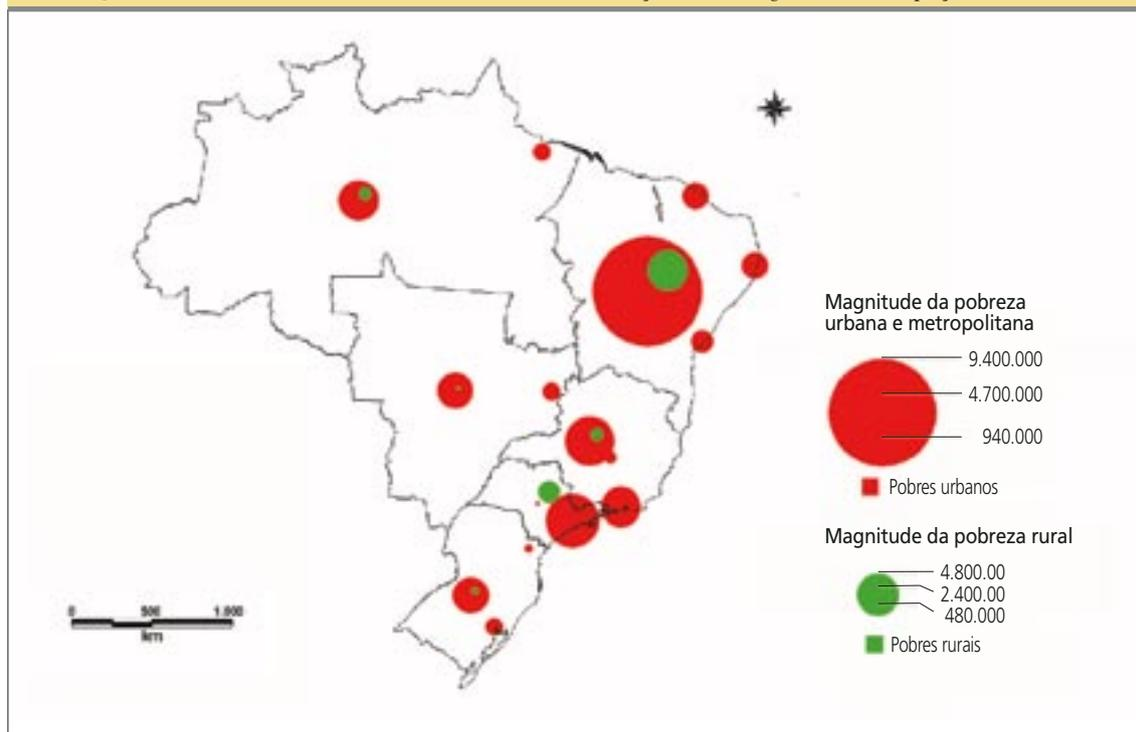 Magnitude da pobreza
urbana e metropolitana
9.400.000
4.700.000
940.000
Pobres urbanos
Magnitude da pobreza rural
4.800.00
2.400.00
480.000
Pobres rurais
0 500 1.000
km